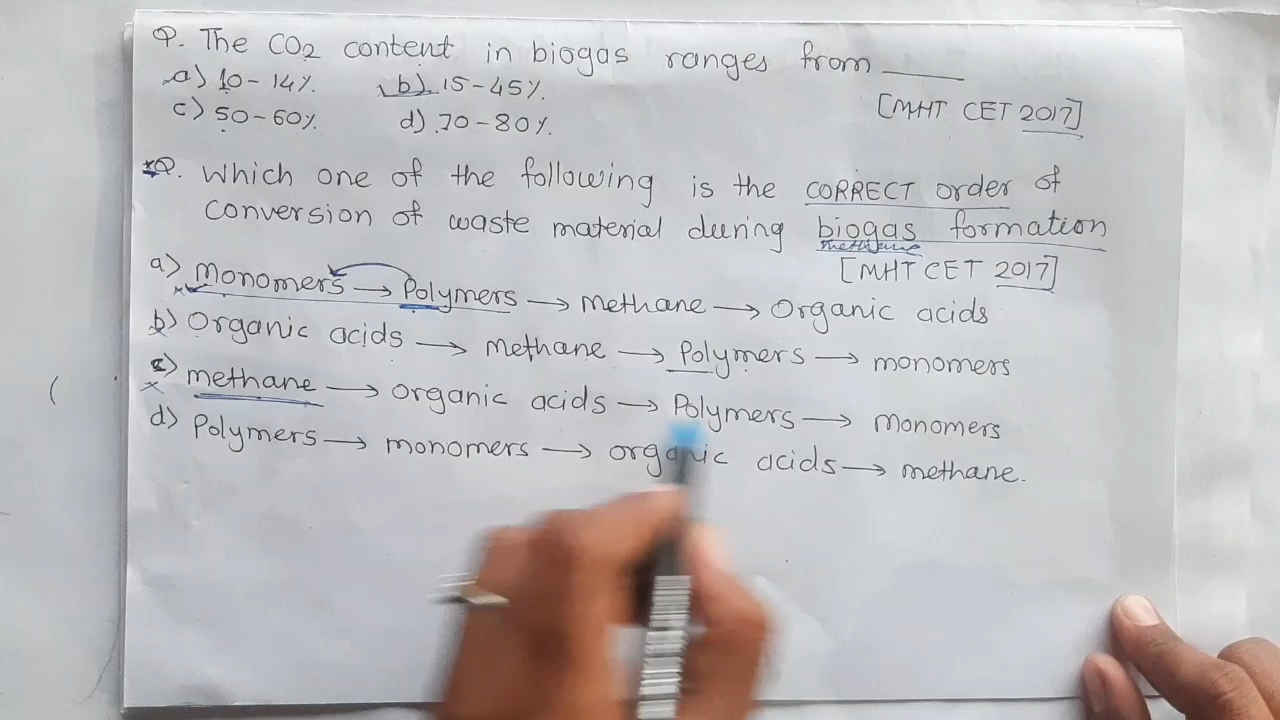 Q. The CO2 content in biogas ranges from ____
a) 10-14%. b) 15-45%.
c) 50-60%. d) 70-80%.
[MHT CET 2017]
*Q. Which one of the following is the CORRECT order of
conversion of waste material during biogas formation
methane
[MHT CET 2017]
a) Monomers → Polymers → Methane → Organic acids
b) Organic acids → Methane → Polymers → monomers
c) methane → organic acids → Polymers → monomers
d) Polymers → monomers → organic acids → methane.